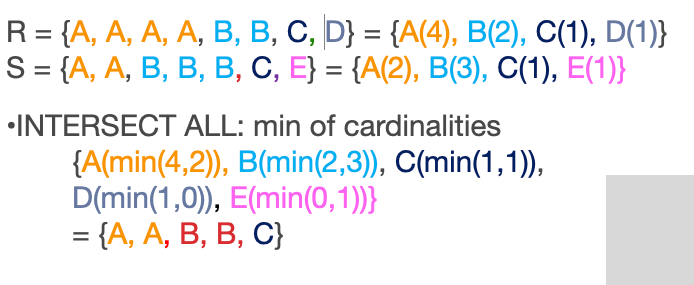 R = {A, A, A, A, B, B, C, D} = {A(4), B(2), C(1), D(1)}
S = {A, A, B, B, B, C, E} = {A(2), B(3), C(1), E(1)}
•INTERSECT ALL: min of cardinalities
{A(min(4,2)), B(min(2,3)), C(min(1,1)),
D(min(1,0)), E(min(0,1))}
= {A, A, B, B, C}